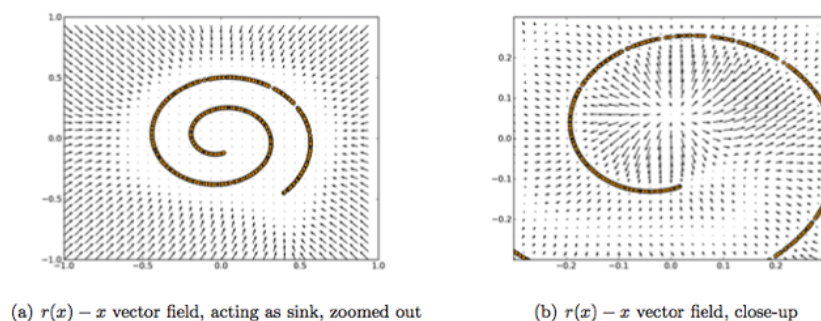 1.0
0.5
0.0
−0.5
−1.0
−1.0 −0.5 0.0 0.5 1.0
0.2
0.1
0.0
−0.1
−0.2
−0.2 −0.1 0.0 0.1 0.2
(a) r(x) − x vector field, acting as sink, zoomed out
(b) r(x) − x vector field, close-up